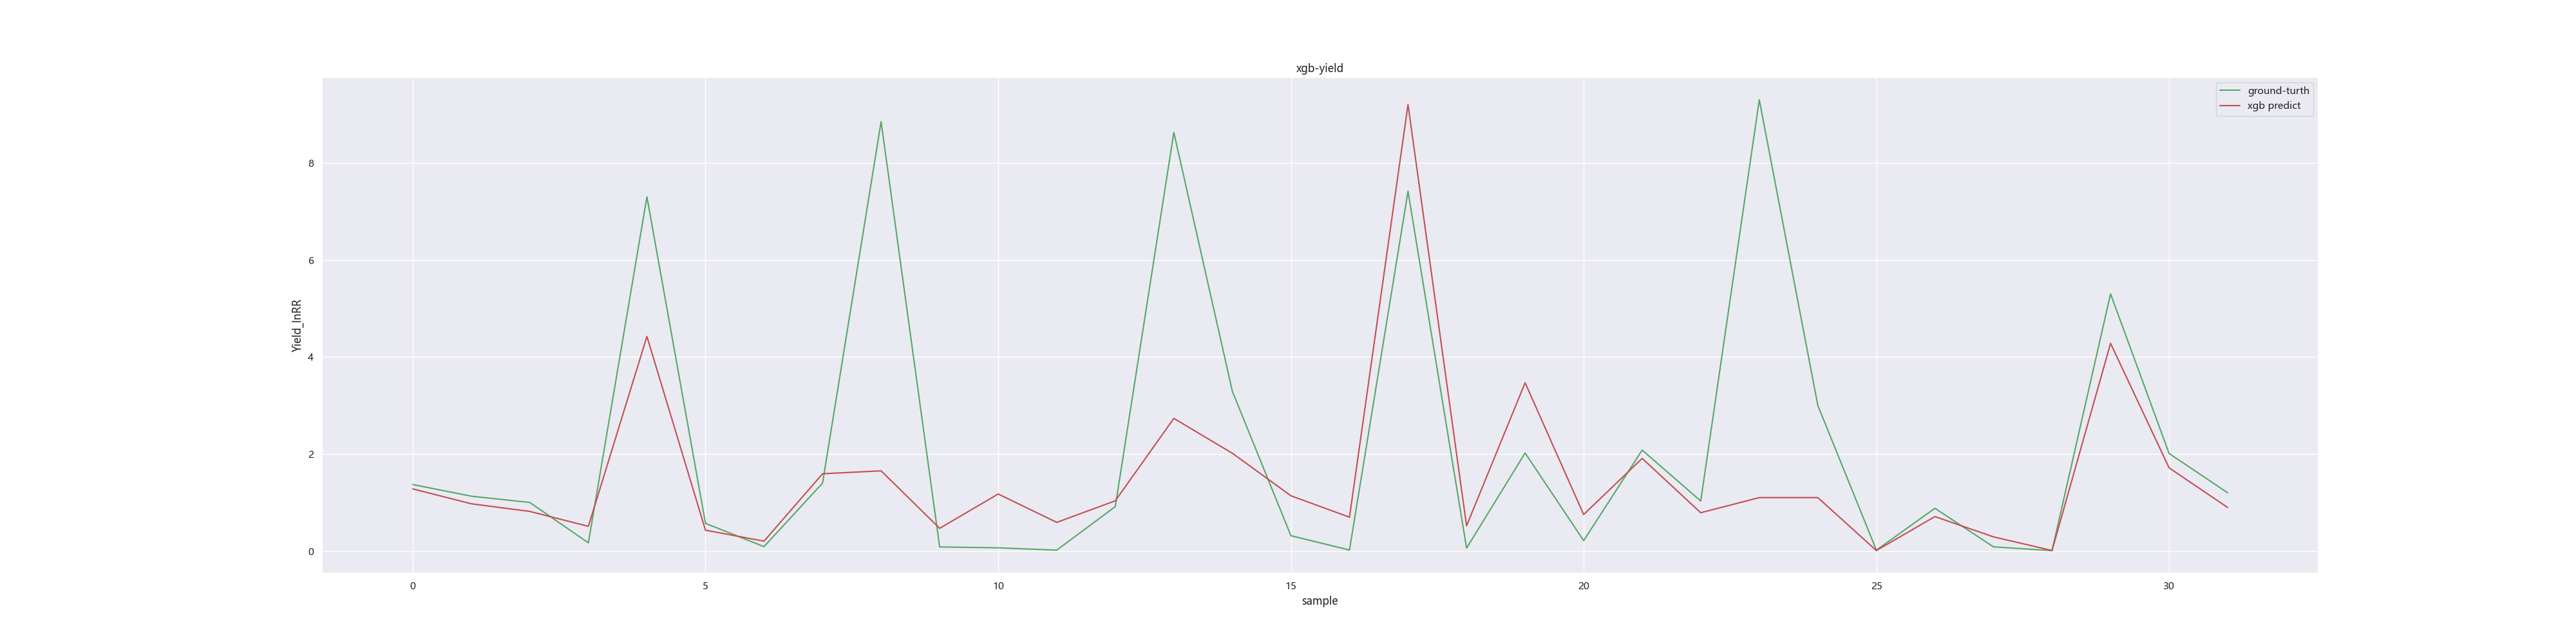 xgb-yield
ground-turth
xgb predict
8
6
4
2
0
Yield_lnRR
0 5 10 15 20 25 30
sample